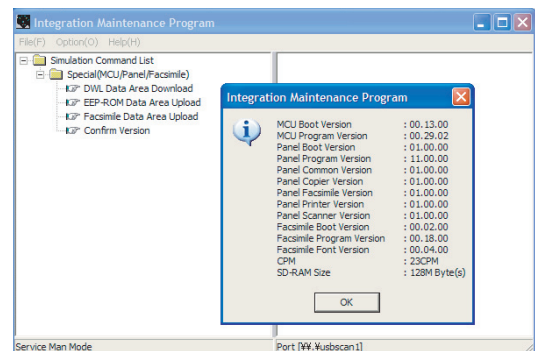 Integration Maintenance Program
File(F) Option(O) Help(H)
Simulation Command List
Special(MCU/Panel/Facsimile)
DWL Data Area Download
EEP-ROM Data Area Upload
Facsimile Data Area Upload
Confirm Version
Integration Maintenance Program
MCU Boot Version : 00.13.00
MCU Program Version : 00.29.02
Panel Boot Version : 01.00.00
Panel Program Version : 11.00.00
Panel Common Version : 01.00.00
Panel Copier Version : 01.00.00
Panel Facsimile Version : 01.00.00
Panel Printer Version : 01.00.00
Panel Scanner Version : 01.00.00
Facsimile Boot Version : 00.02.00
Facsimile Program Version : 00.18.00
Facsimile Font Version : 00.04.00
CPM : 23CPM
SD-RAM Size : 128M Byte(s)
OK
Service Man Mode
Port [¥¥.¥usbscan1]